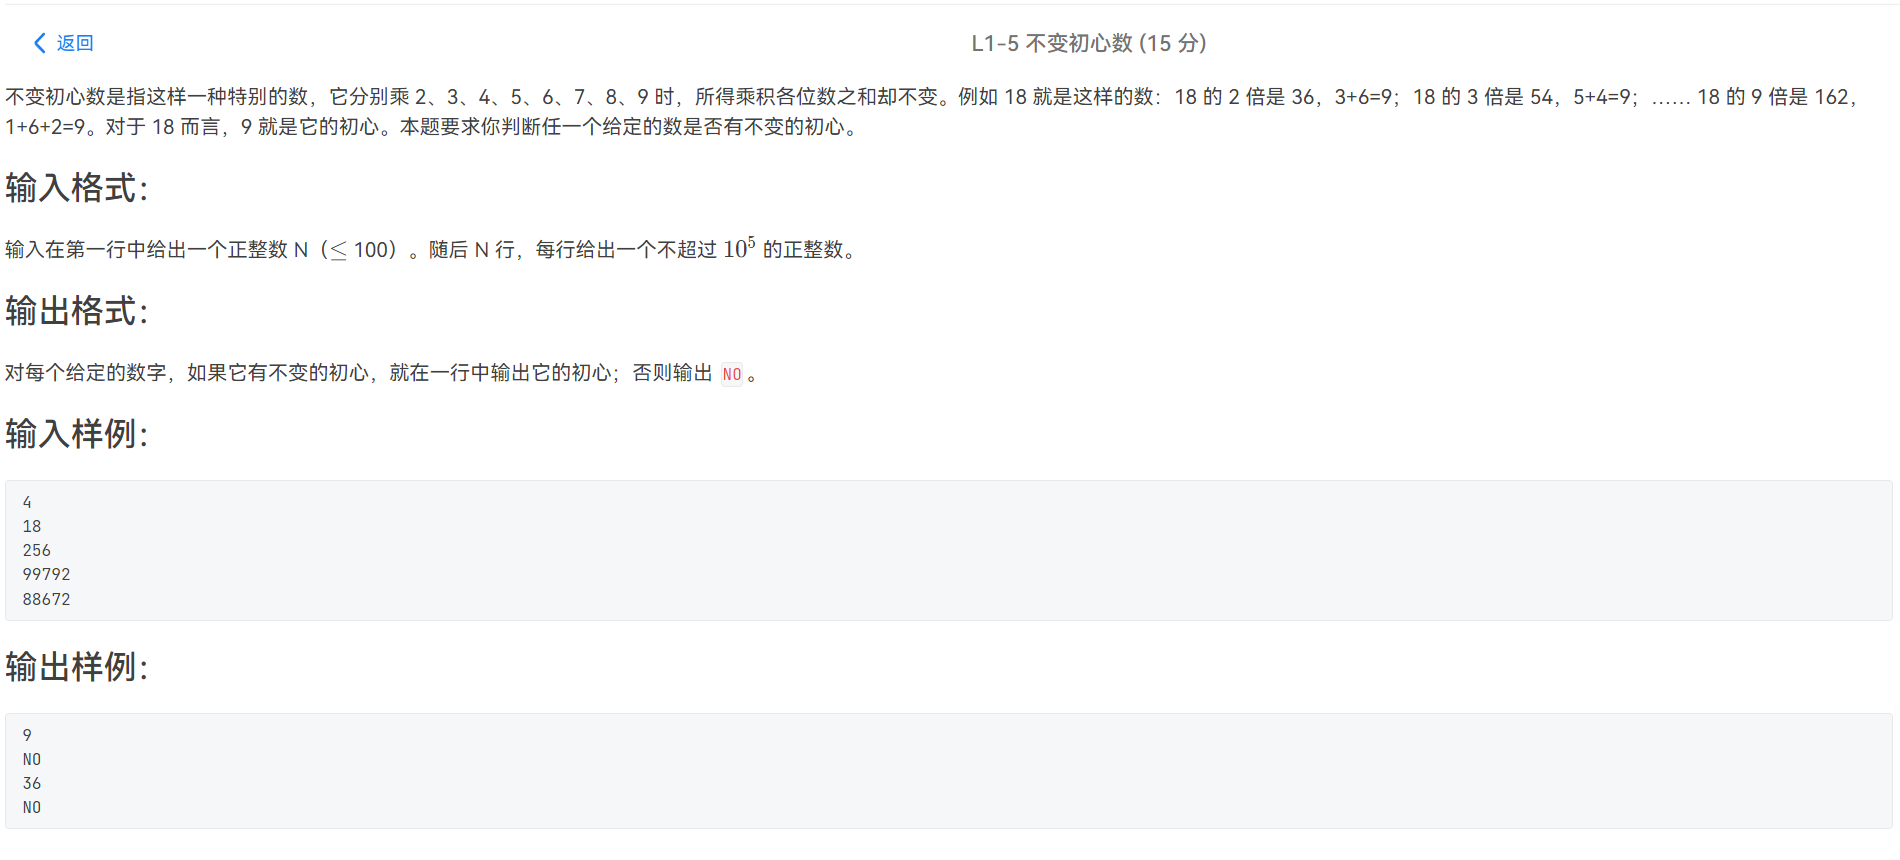 返回
L1-5 不变初心数 (15 分)
不变初心数是指这样一种特别的数，它分别乘 2、3、4、5、6、7、8、9 时，所得乘积各位数之和却不变。例如 18 就是这样的数：18 的 2 倍是 36，3+6=9；18 的 3 倍是 54，5+4=9；…… 18 的 9 倍是 162，
1+6+2=9。对于 18 而言，9 就是它的初心。本题要求你判断任一个给定的数是否有不变的初心。
输入格式：
输入在第一行中给出一个正整数 N（≤ 100）。随后 N 行，每行给出一个不超过 10⁵ 的正整数。
输出格式：
对每个给定的数字，如果它有不变的初心，就在一行中输出它的初心；否则输出 NO 。
输入样例：
4
18
256
99792
88672
输出样例：
9
NO
36
NO